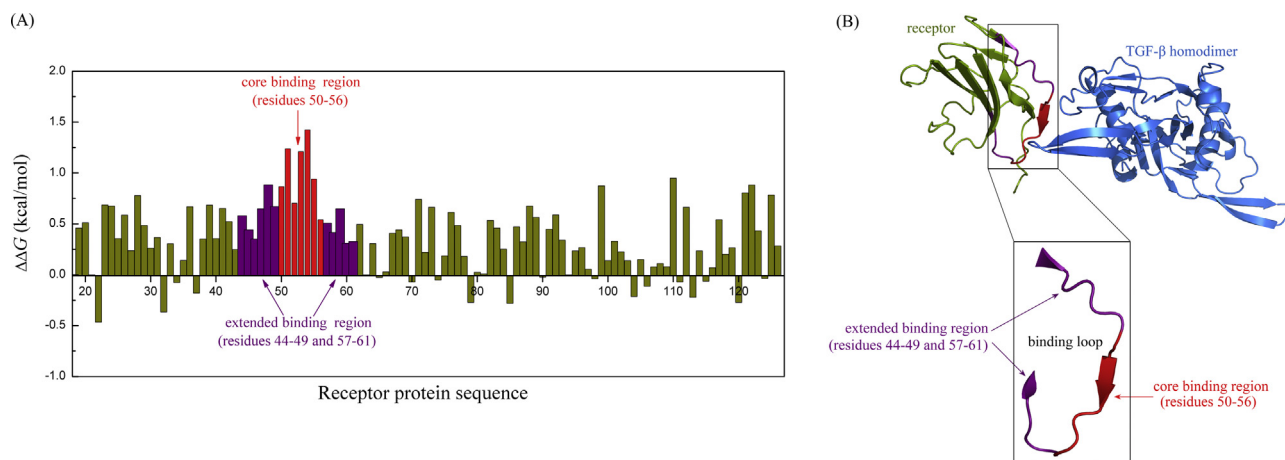 (A)
2.0
1.5
1.0
0.5
0.0
-0.5
-1.0
ΔΔG (kcal/mol)
core binding region
(residues 50-56)
20 30 40 50 60 70 80 90 100 110 120
extended binding region
(residues 44-49 and 57-61)
Receptor protein sequence
(B)
receptor
TGF-β homodimer
extended binding region
(residues 44-49 and 57-61)
binding loop
core binding region
(residues 50-56)